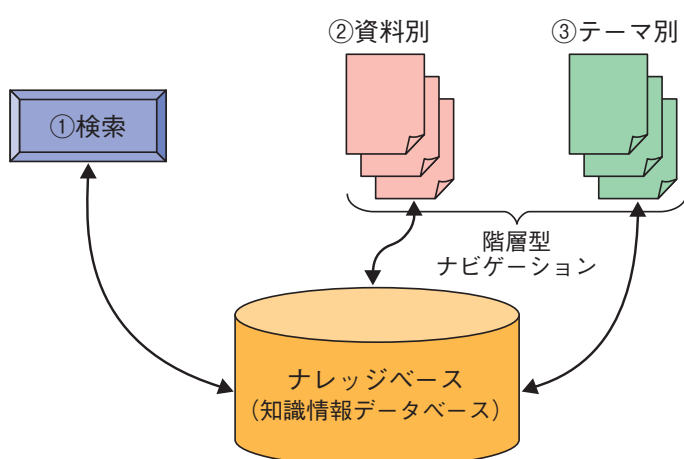 ②資料別
③テーマ別
①検索
階層型
ナビゲーション
ナレッジベース
（知識情報データベース）